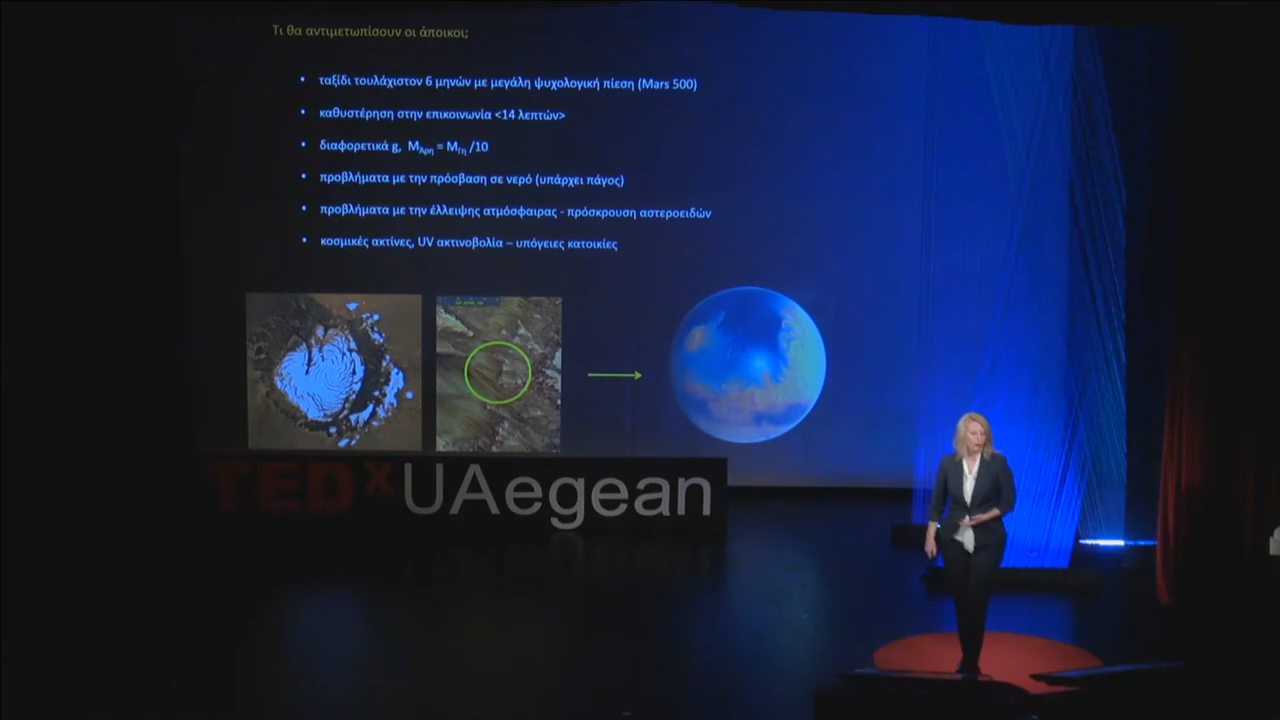 Τι θα αντιμετωπίσουν οι άποικοι;
• ταξίδι τουλάχιστον 6 μηνών με μεγάλη ψυχολογική πίεση (Mars 500)
• καθυστέρηση στην επικοινωνία <14 λεπτών>
• διαφορετικά g, MΆρη = MΓη /10
• προβλήματα με την πρόσβαση σε νερό (υπάρχει πάγος)
• προβλήματα με την έλλειψης ατμόσφαιρας - πρόσκρουση αστεροειδών
• κοσμικές ακτίνες, UV ακτινοβολία – υπόγειες κατοικίες
TEDxUAegean